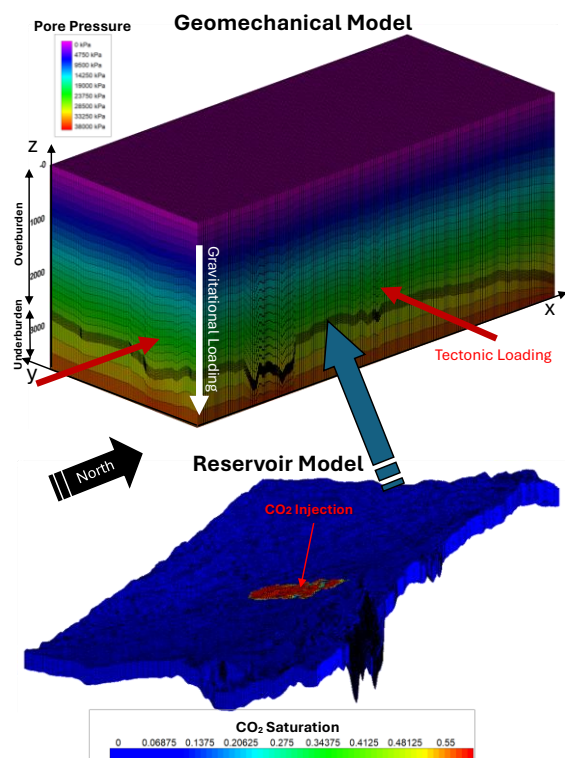 Geomechanical Model
Pore Pressure
0 kPa
4750 kPa
9500 kPa
14250 kPa
19000 kPa
23750 kPa
28500 kPa
33250 kPa
38000 kPa
z
-0
1000
2000
3000
Overburden
Underburden
y
x
Gravitational Loading
Tectonic Loading
North
Reservoir Model
CO₂ Injection
CO₂ Saturation
0 0.06875 0.1375 0.20625 0.275 0.34375 0.4125 0.48125 0.55